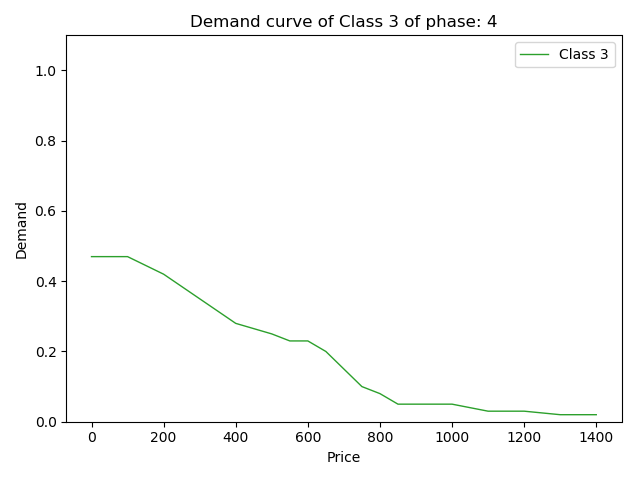 Demand curve of Class 3 of phase: 4
Class 3
1.0
0.8
0.6
0.4
0.2
0.0
Demand
0 200 400 600 800 1000 1200 1400
Price